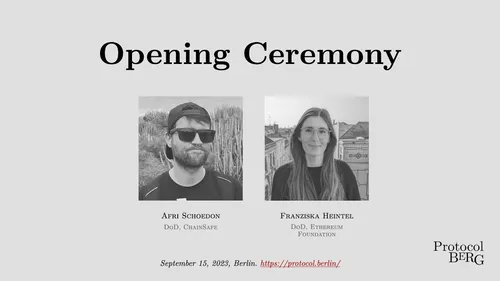 Opening Ceremony
Afri Schoedon
DoD, ChainSafe
Franziska Heintel
DoD, Ethereum
Foundation
Protocol
BERG
September 15, 2023, Berlin. https://protocol.berlin/